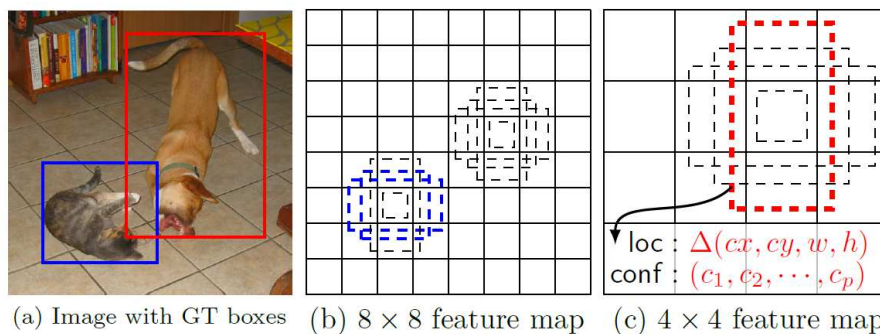 loc : Δ(cx, cy, w, h)
conf : (c₁, c₂, ⋯, cₚ)
(a) Image with GT boxes
(b) 8 × 8 feature map
(c) 4 × 4 feature map